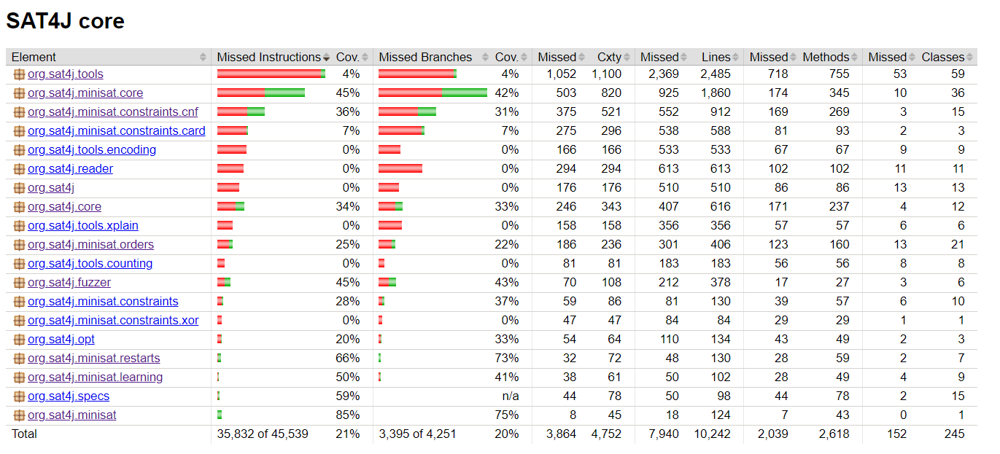 SAT4J core
Element Missed Instructions Cov. Missed Branches Cov. Missed Cxty Missed Lines Missed Methods Missed Classes
org.sat4j.tools 4% 4% 1,052 1,100 2,369 2,485 718 755 53 59
org.sat4j.minisat.core 45% 42% 503 820 925 1,860 174 345 10 36
org.sat4j.minisat.constraints.cnf 36% 31% 375 521 552 912 169 269 3 15
org.sat4j.minisat.constraints.card 7% 7% 275 296 538 588 81 93 2 3
org.sat4j.tools.encoding 0% 0% 166 166 533 533 67 67 9 9
org.sat4j.reader 0% 0% 294 294 613 613 102 102 11 11
org.sat4j 0% 0% 176 176 510 510 86 86 13 13
org.sat4j.core 34% 33% 246 343 407 616 171 237 4 12
org.sat4j.tools.xplain 0% 0% 158 158 356 356 57 57 6 6
org.sat4j.minisat.orders 25% 22% 186 236 301 406 123 160 13 21
org.sat4j.tools.counting 0% 0% 81 81 183 183 56 56 8 8
org.sat4j.fuzzer 45% 43% 70 108 212 378 17 27 3 6
org.sat4j.minisat.constraints 28% 37% 59 86 81 130 39 57 6 10
org.sat4j.minisat.constraints.xor 0% 0% 47 47 84 84 29 29 1 1
org.sat4j.opt 20% 33% 54 64 110 134 43 49 2 3
org.sat4j.minisat.restarts 66% 73% 32 72 48 130 28 59 2 7
org.sat4j.minisat.learning 50% 41% 38 61 50 102 28 49 4 9
org.sat4j.specs 59% n/a 44 78 50 98 44 78 2 15
org.sat4j.minisat 85% 75% 8 45 18 124 7 43 0 1
Total 35,832 of 45,539 21% 3,395 of 4,251 20% 3,864 4,752 7,940 10,242 2,039 2,618 152 245